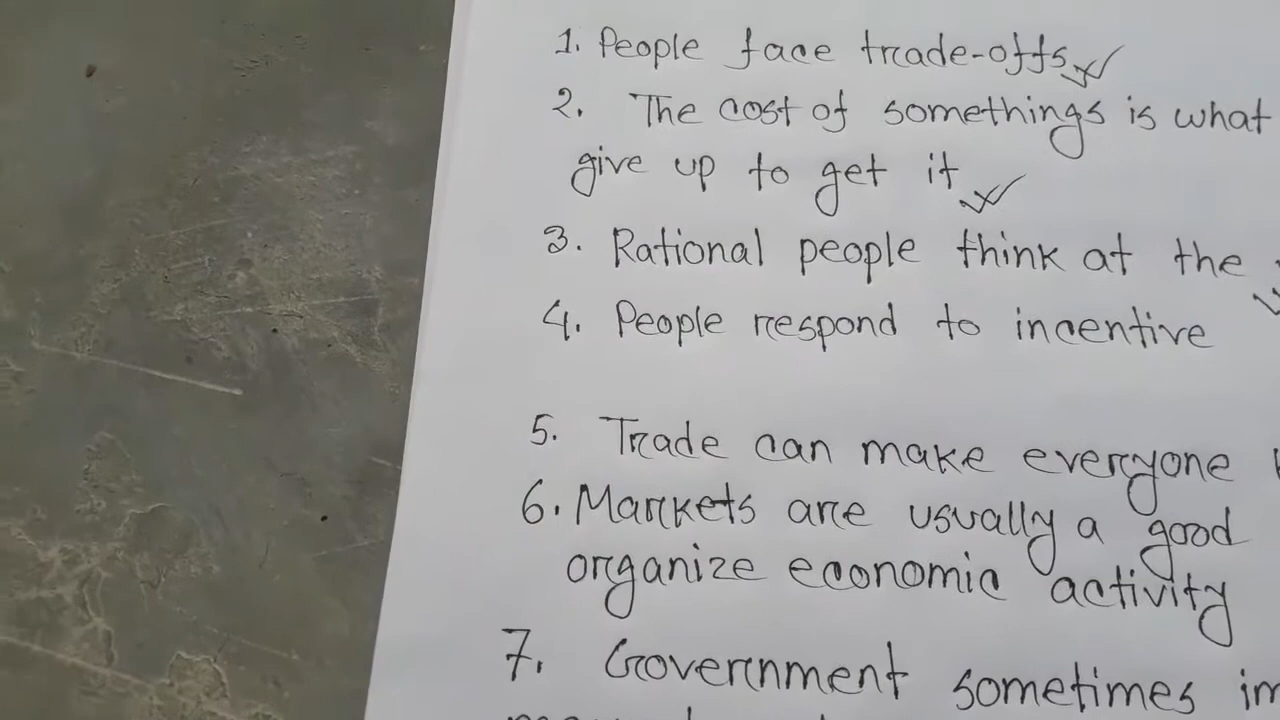 1. People face trade-offs
2. The cost of somethings is what
give up to get it
3. Rational people think at the
4. People respond to incentive
5. Trade can make everyone
6. Markets are usually a good
organize economic activity
7. Government sometimes im